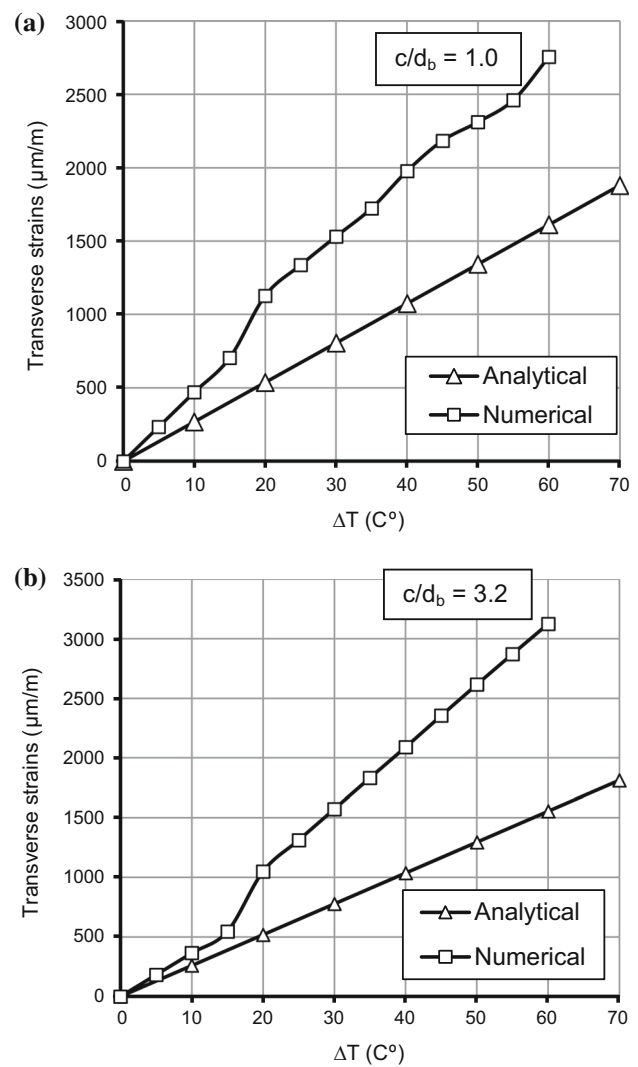 (a)
3000
2500
2000
1500
1000
500
0
Transverse strains (µm/m)
c/d_b = 1.0
Analytical
Numerical
0 10 20 30 40 50 60 70
ΔT (Cº)
(b)
3500
3000
2500
2000
1500
1000
500
0
Transverse strains (µm/m)
c/d_b = 3.2
Analytical
Numerical
0 10 20 30 40 50 60 70
ΔT (Cº)